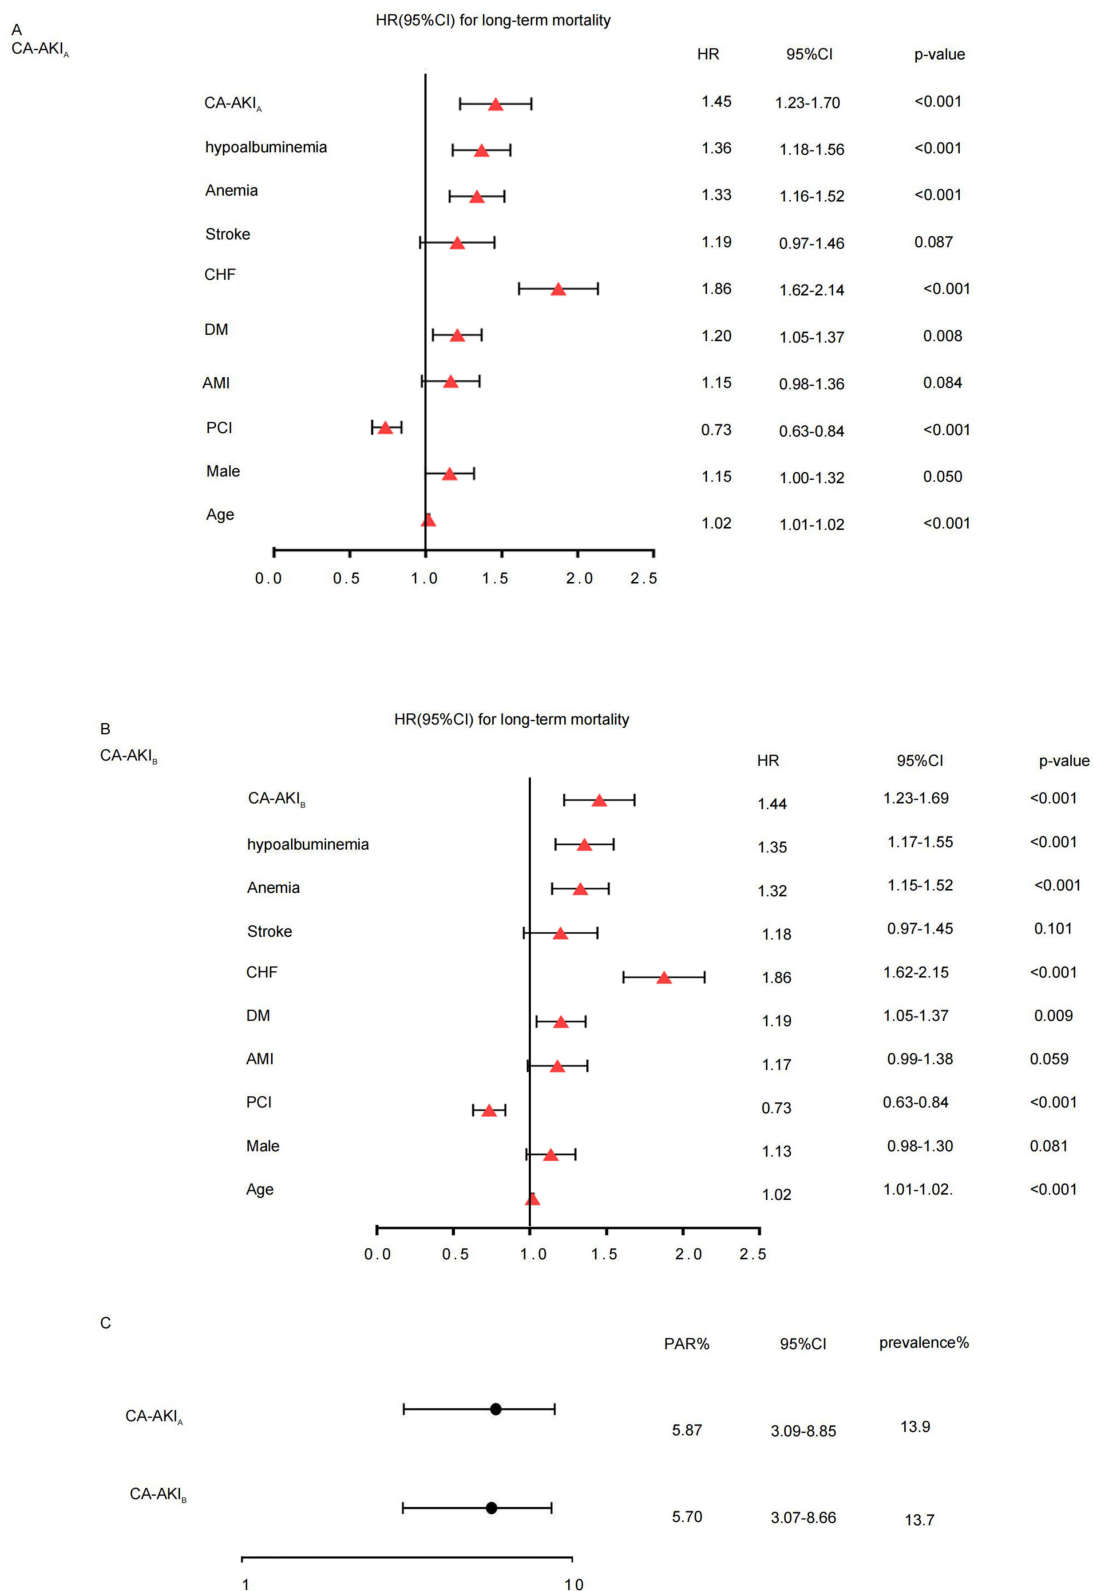 A
HR(95%CI) for long-term mortality
CA-AKIA
HR 95%CI p-value
CA-AKIA 1.45 1.23-1.70 <0.001
hypoalbuminemia 1.36 1.18-1.56 <0.001
Anemia 1.33 1.16-1.52 <0.001
Stroke 1.19 0.97-1.46 0.087
CHF 1.86 1.62-2.14 <0.001
DM 1.20 1.05-1.37 0.008
AMI 1.15 0.98-1.36 0.084
PCI 0.73 0.63-0.84 <0.001
Male 1.15 1.00-1.32 0.050
Age 1.02 1.01-1.02 <0.001
0.0 0.5 1.0 1.5 2.0 2.5
HR(95%CI) for long-term mortality
B
CA-AKIB
HR 95%CI p-value
CA-AKIB 1.44 1.23-1.69 <0.001
hypoalbuminemia 1.35 1.17-1.55 <0.001
Anemia 1.32 1.15-1.52 <0.001
Stroke 1.18 0.97-1.45 0.101
CHF 1.86 1.62-2.15 <0.001
DM 1.19 1.05-1.37 0.009
AMI 1.17 0.99-1.38 0.059
PCI 0.73 0.63-0.84 <0.001
Male 1.13 0.98-1.30 0.081
Age 1.02 1.01-1.02. <0.001
0.0 0.5 1.0 1.5 2.0 2.5
C
PAR% 95%CI prevalence%
CA-AKIA 5.87 3.09-8.85 13.9
CA-AKIB 5.70 3.07-8.66 13.7
1 10